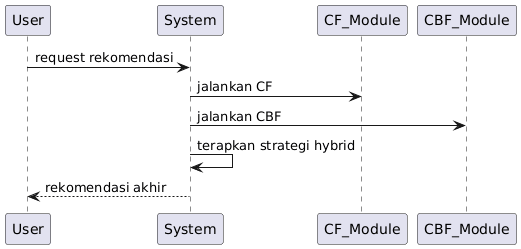 User System CF_Module CBF_Module
request rekomendasi
jalankan CF
jalankan CBF
terapkan strategi hybrid
rekomendasi akhir
User System CF_Module CBF_Module